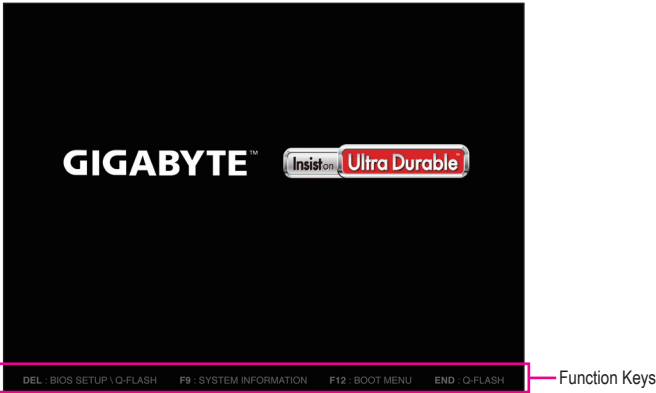 GIGABYTE™
Insist on Ultra Durable™
DEL : BIOS SETUP \ Q-FLASH F9 : SYSTEM INFORMATION F12 : BOOT MENU END : Q-FLASH
Function Keys